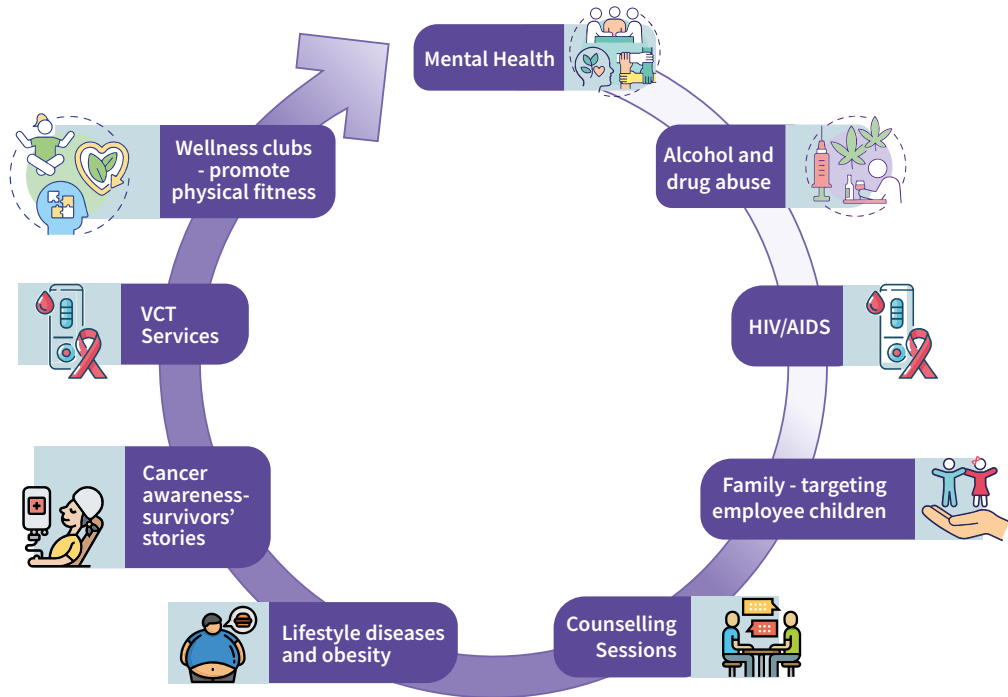 Mental Health
Alcohol and
drug abuse
HIV/AIDS
Family - targeting
employee children
Counselling
Sessions
Lifestyle diseases
and obesity
Cancer
awareness-
survivors’
stories
VCT
Services
Wellness clubs
- promote
physical fitness